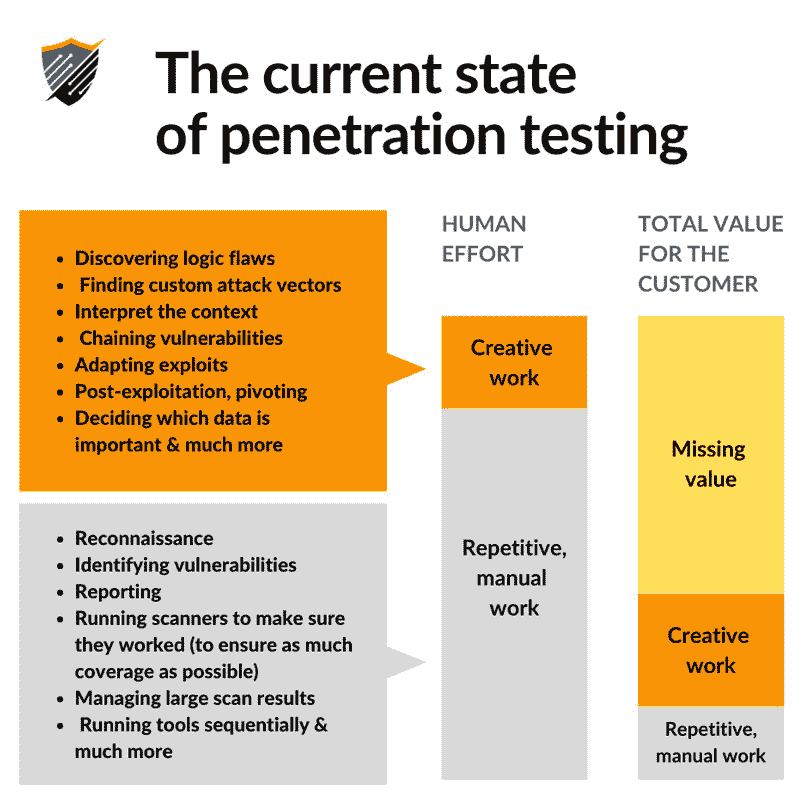 The current state
of penetration testing
• Discovering logic flaws
• Finding custom attack vectors
• Interpret the context
• Chaining vulnerabilities
• Adapting exploits
• Post-exploitation, pivoting
• Deciding which data is
important & much more
• Reconnaissance
• Identifying vulnerabilities
• Reporting
• Running scanners to make sure
they worked (to ensure as much
coverage as possible)
• Managing large scan results
• Running tools sequentially &
much more
HUMAN
EFFORT
Creative
work
Repetitive,
manual
work
TOTAL VALUE
FOR THE
CUSTOMER
Missing
value
Creative
work
Repetitive,
manual work